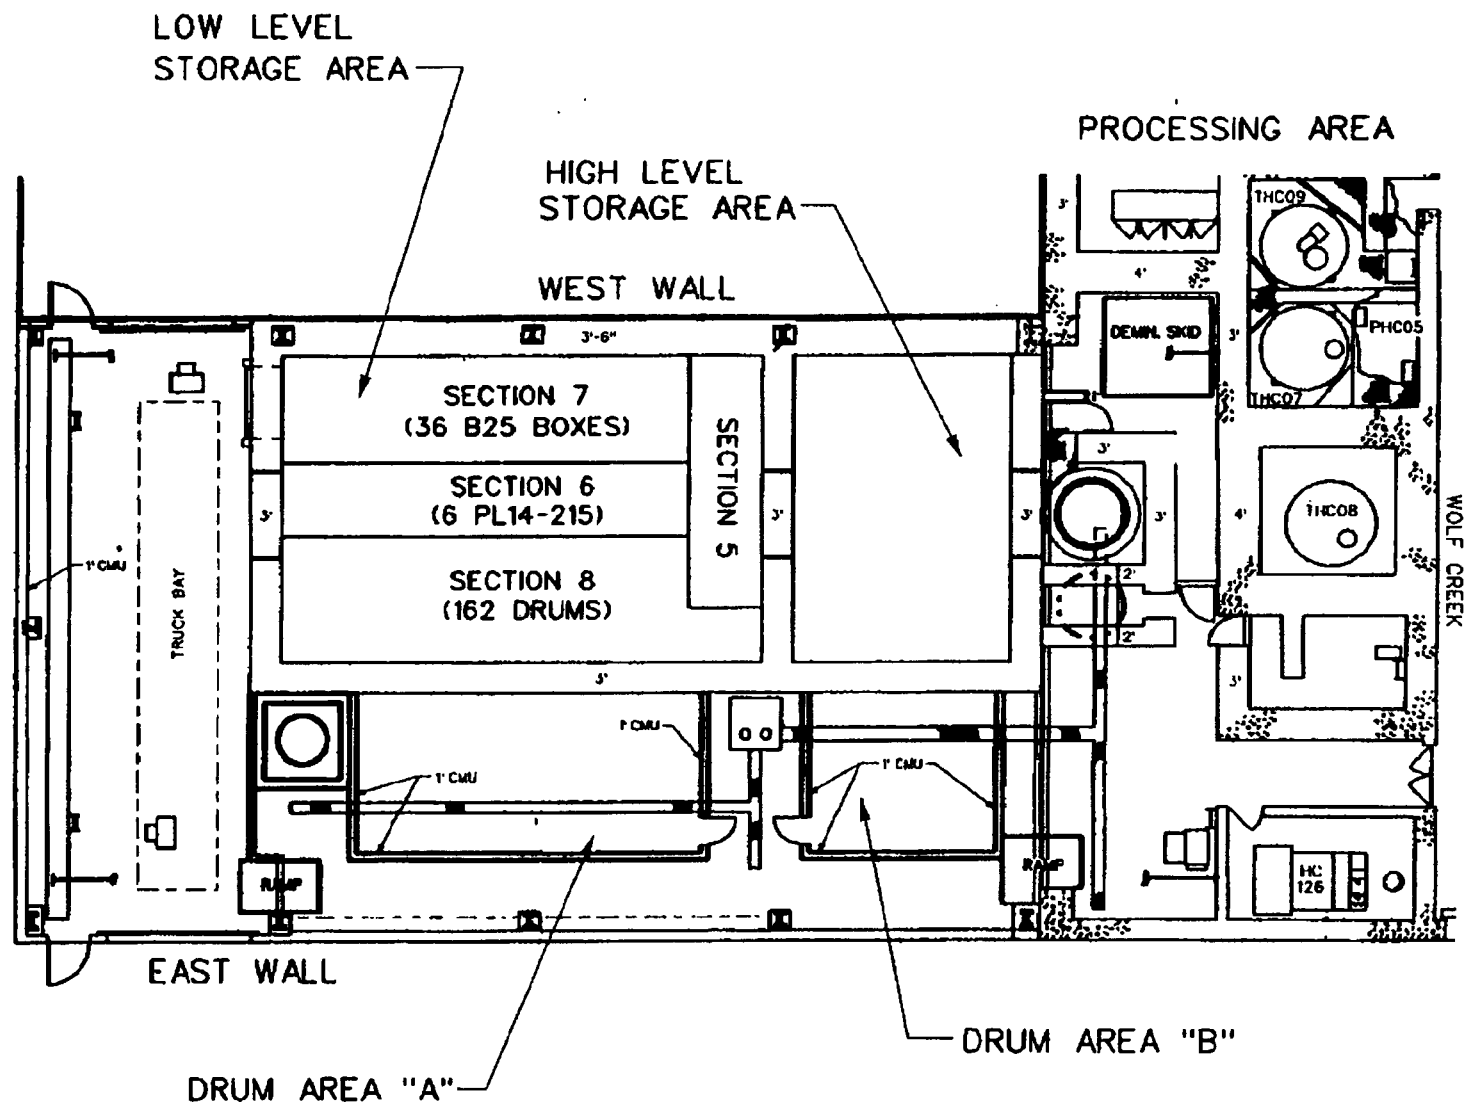 LOW LEVEL
STORAGE AREA
PROCESSING AREA
HIGH LEVEL
STORAGE AREA
WEST WALL
THC09
3'
4'
DEMIN. SKID
3'
PHC05
THC07
3'-6"
SECTION 7
(36 B25 BOXES)
SECTION 5
SECTION 6
(6 PL14-215)
3'
3'
3'
3'
3'
4'
THC08
WOLF CREEK
1' CMU
TRUCK BAY
SECTION 8
(162 DRUMS)
2'
2'
3'
3'
1' CMU
1' CMU
1' CMU
RAMP
RAMP
HC
126
EAST WALL
DRUM AREA "B"
DRUM AREA "A"